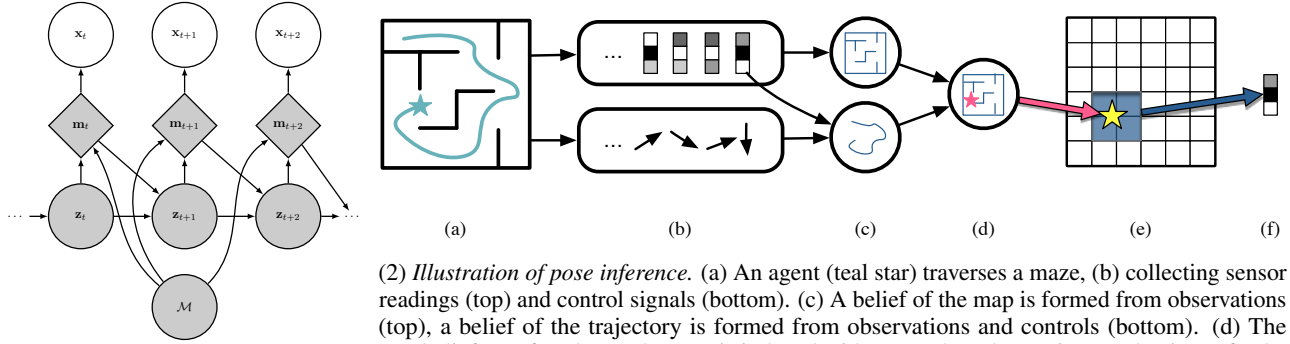 x_t x_{t+1} x_{t+2}
m_t m_{t+1} m_{t+2}
... z_t z_{t+1} z_{t+2} ...
M
...
...
(a) (b) (c) (d) (e) (f)
(2) Illustration of pose inference. (a) An agent (teal star) traverses a maze, (b) collecting sensor
readings (top) and control signals (bottom). (c) A belief of the map is formed from observations
(top), a belief of the trajectory is formed from observations and controls (bottom). (d) The